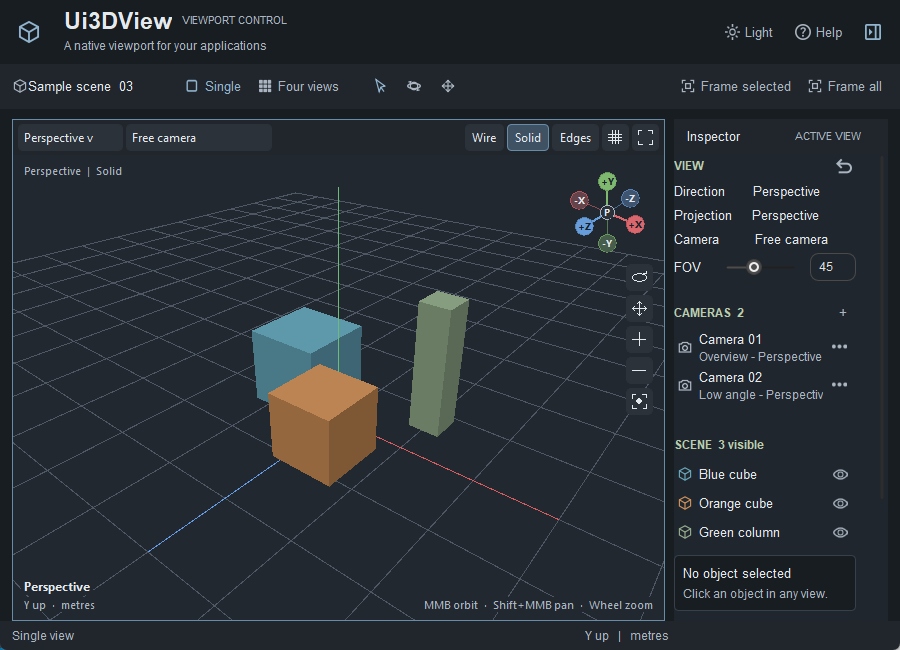 Ui3DView VIEWPORT CONTROL
A native viewport for your applications
Light Help
Sample scene 03 Single Four views Frame selected Frame all
Perspective v Free camera Wire Solid Edges
Perspective | Solid
+Y
-X -Z
P
+Z +X
-Y
Perspective
Y up · metres
MMB orbit · Shift+MMB pan · Wheel zoom
Inspector ACTIVE VIEW
VIEW
Direction Perspective
Projection Perspective
Camera Free camera
FOV 45
CAMERAS 2 +
Camera 01
Overview - Perspective
Camera 02
Low angle - Perspectiv
SCENE 3 visible
Blue cube
Orange cube
Green column
No object selected
Click an object in any view.
Single view Y up | metres